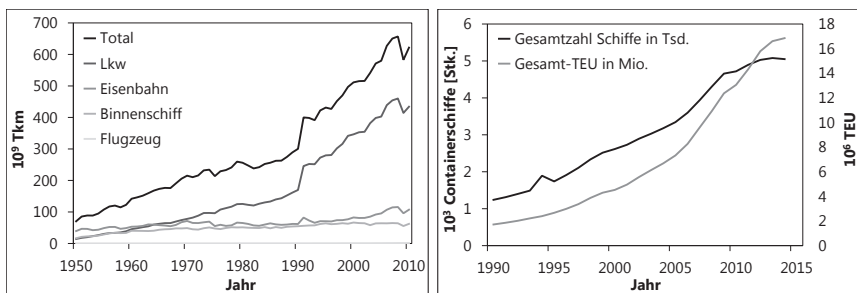 700
600
500
400
300
200
100
0
10⁹ Tkm
Total
Lkw
Eisenbahn
Binnenschiff
Flugzeug
1950 1960 1970 1980 1990 2000 2010
Jahr
6
5
4
3
2
1
0
10³ Containerschiffe [Stk.]
Gesamtzahl Schiffe in Tsd.
Gesamt-TEU in Mio.
18
16
14
12
10
8
6
4
2
0
10⁶ TEU
1990 1995 2000 2005 2010 2015
Jahr